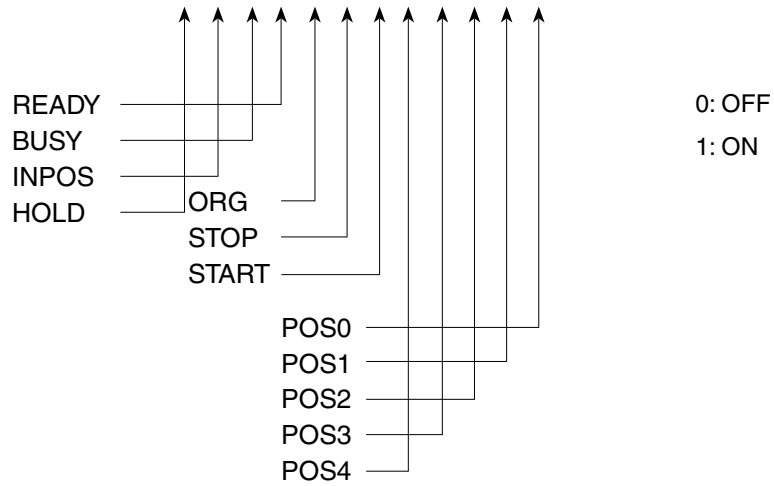 READY
0: OFF
BUSY
1: ON
INPOS
HOLD
ORG
STOP
START
POS0
POS1
POS2
POS3
POS4